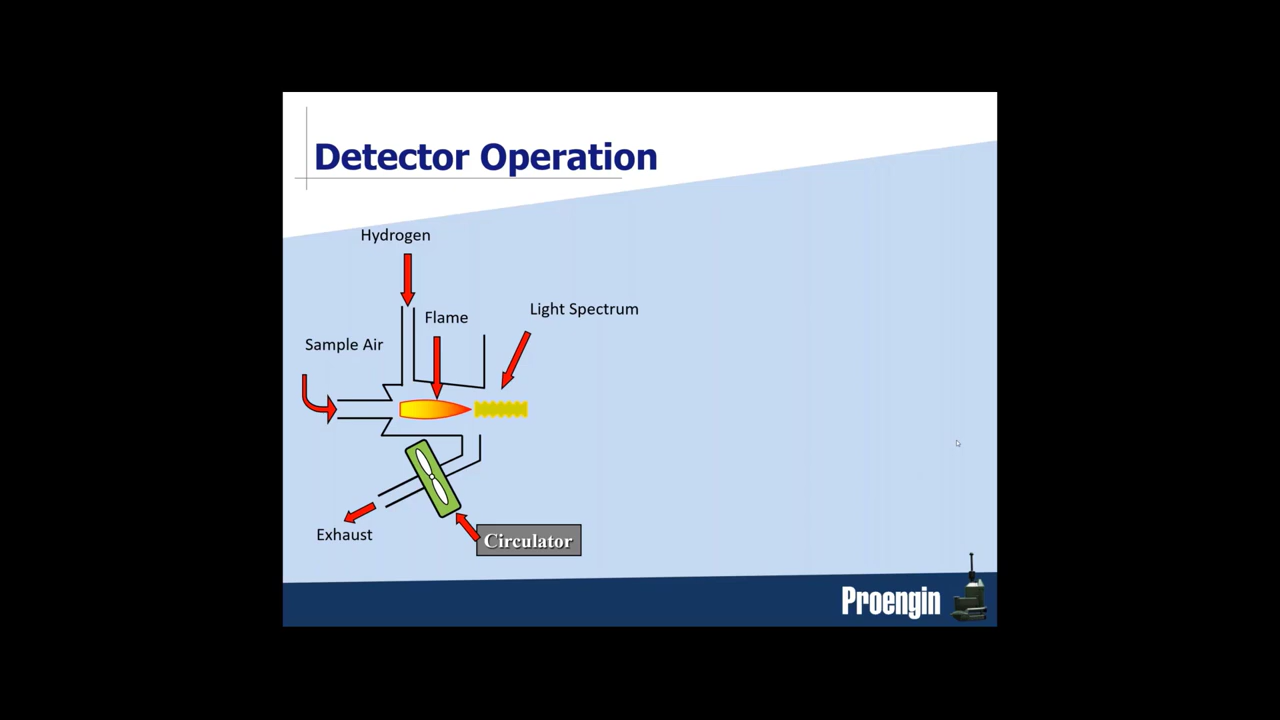 Detector Operation
Hydrogen
Light Spectrum
Flame
Sample Air
Exhaust
Circulator
Proengin